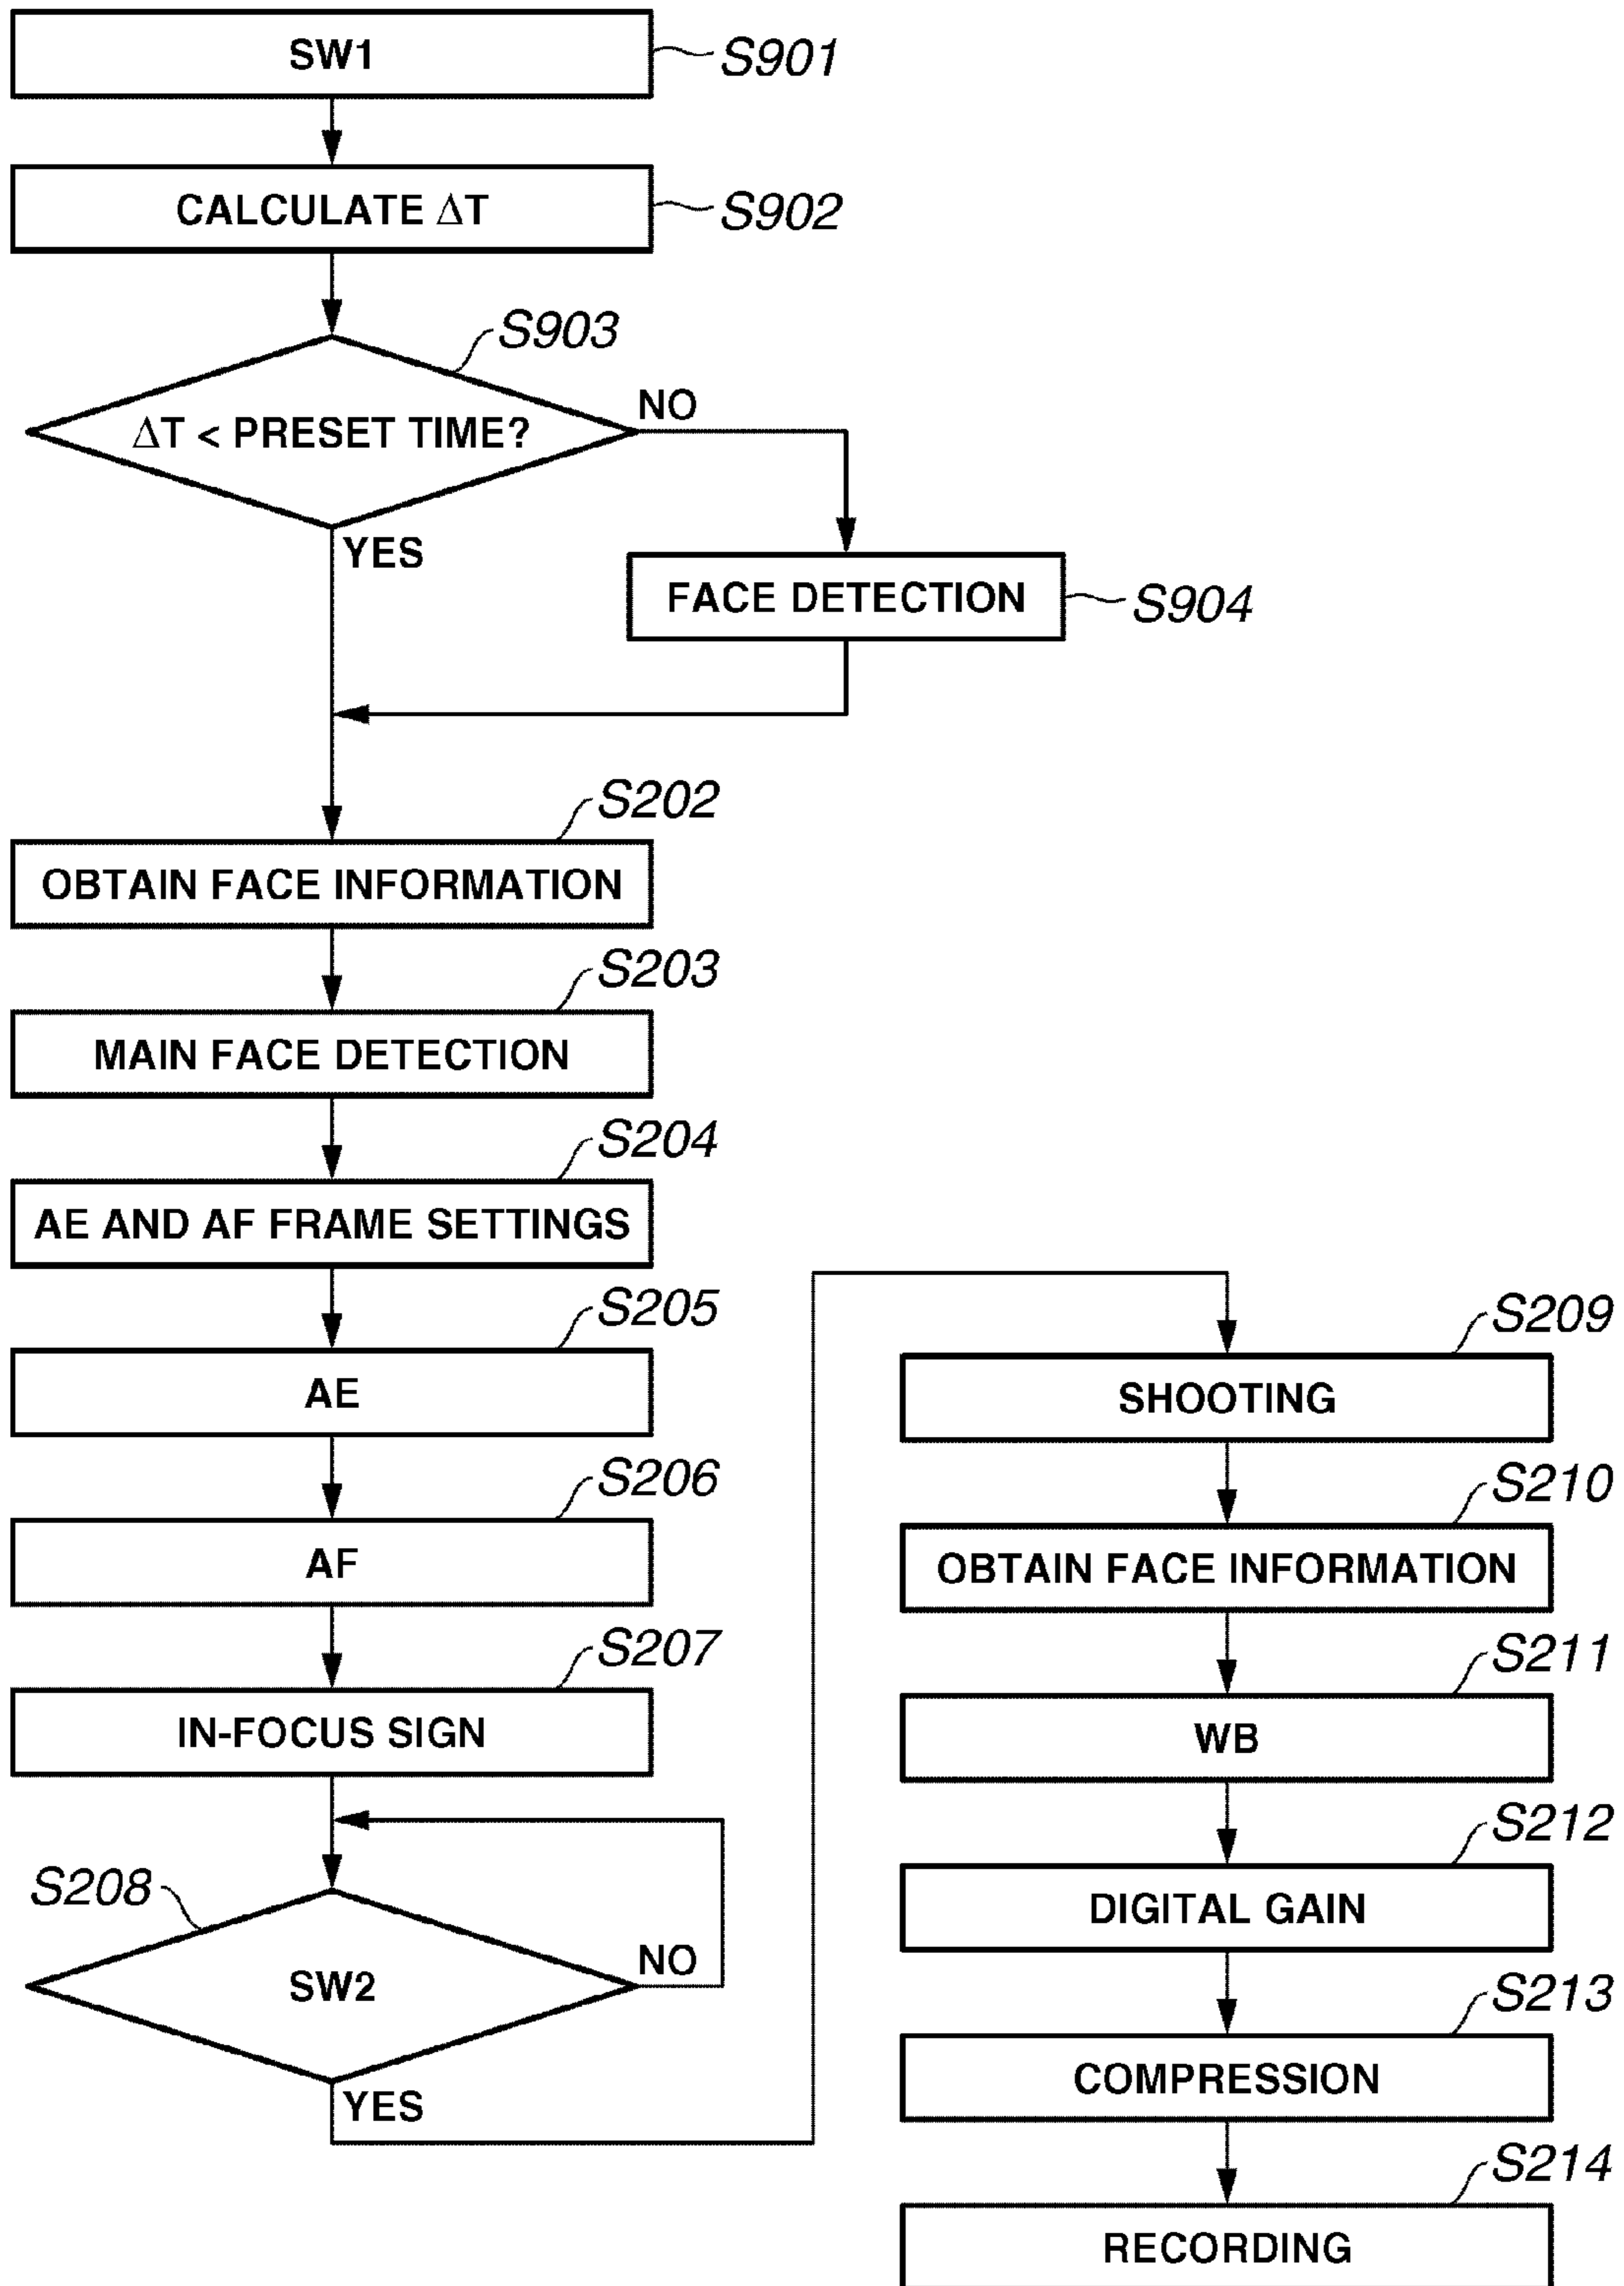 SW1
S901
CALCULATE ΔT
S902
S903
ΔT < PRESET TIME?
NO
YES
FACE DETECTION
S904
S202
OBTAIN FACE INFORMATION
S203
MAIN FACE DETECTION
S204
AE AND AF FRAME SETTINGS
S205
AE
S206
AF
S207
IN-FOCUS SIGN
S208
SW2
NO
YES
S209
SHOOTING
S210
OBTAIN FACE INFORMATION
S211
WB
S212
DIGITAL GAIN
S213
COMPRESSION
S214
RECORDING